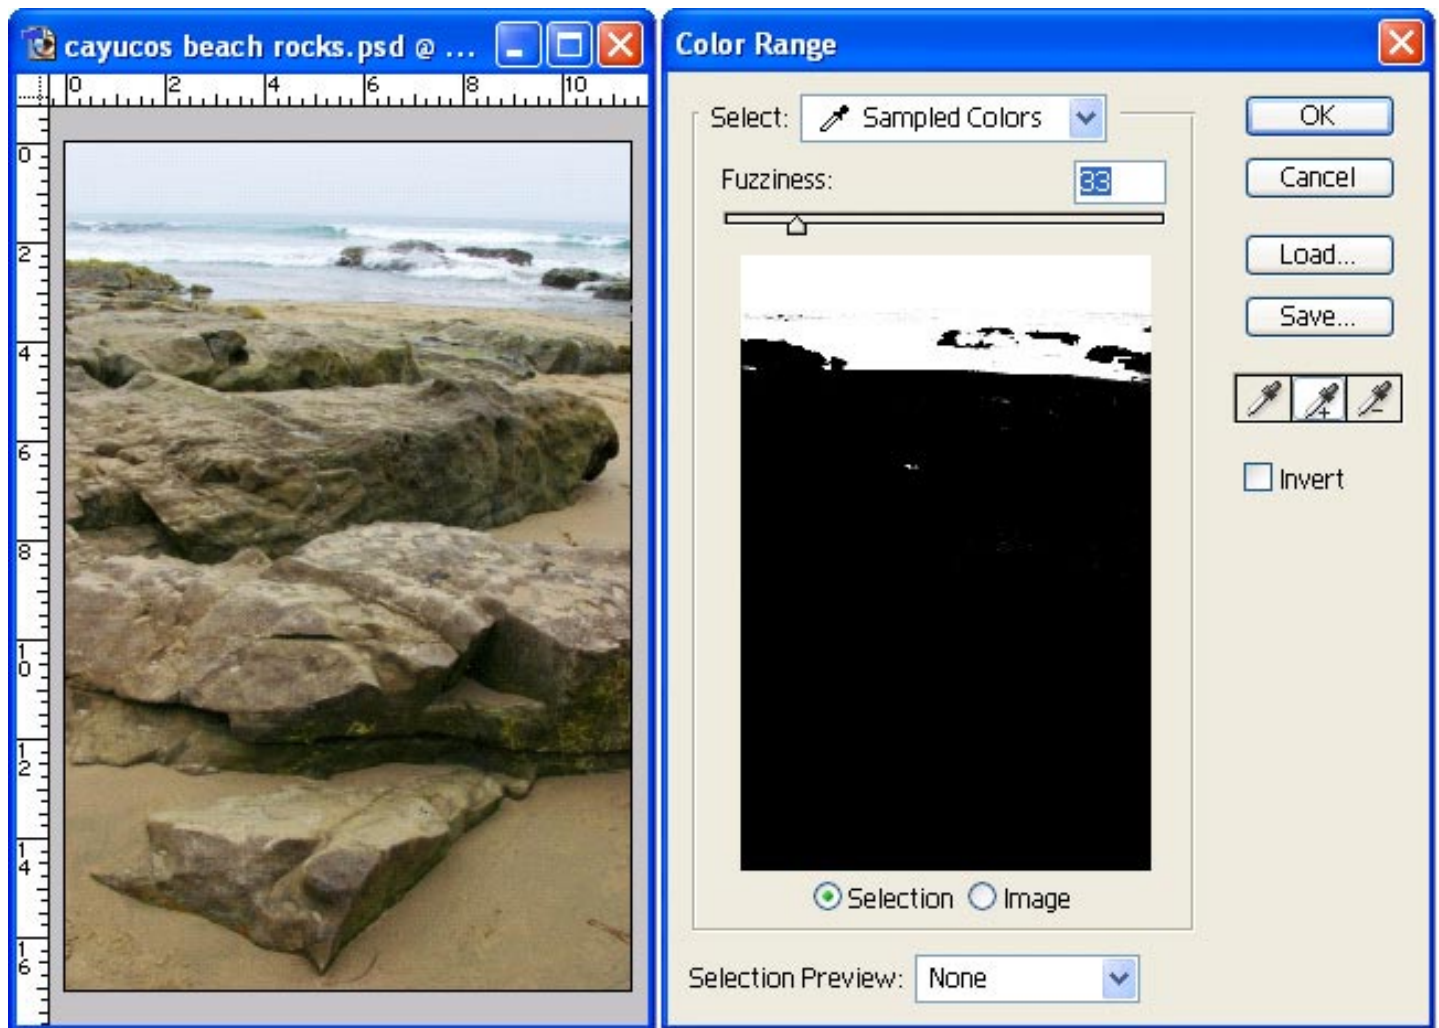 cayucos beach rocks.psd @ ...
0 2 4 6 8 10
0
2
4
6
8
10
12
14
16
Color Range
Select: Sampled Colors
OK
Fuzziness: 33
Cancel
Load...
Save...
Invert
Selection Image
Selection Preview: None